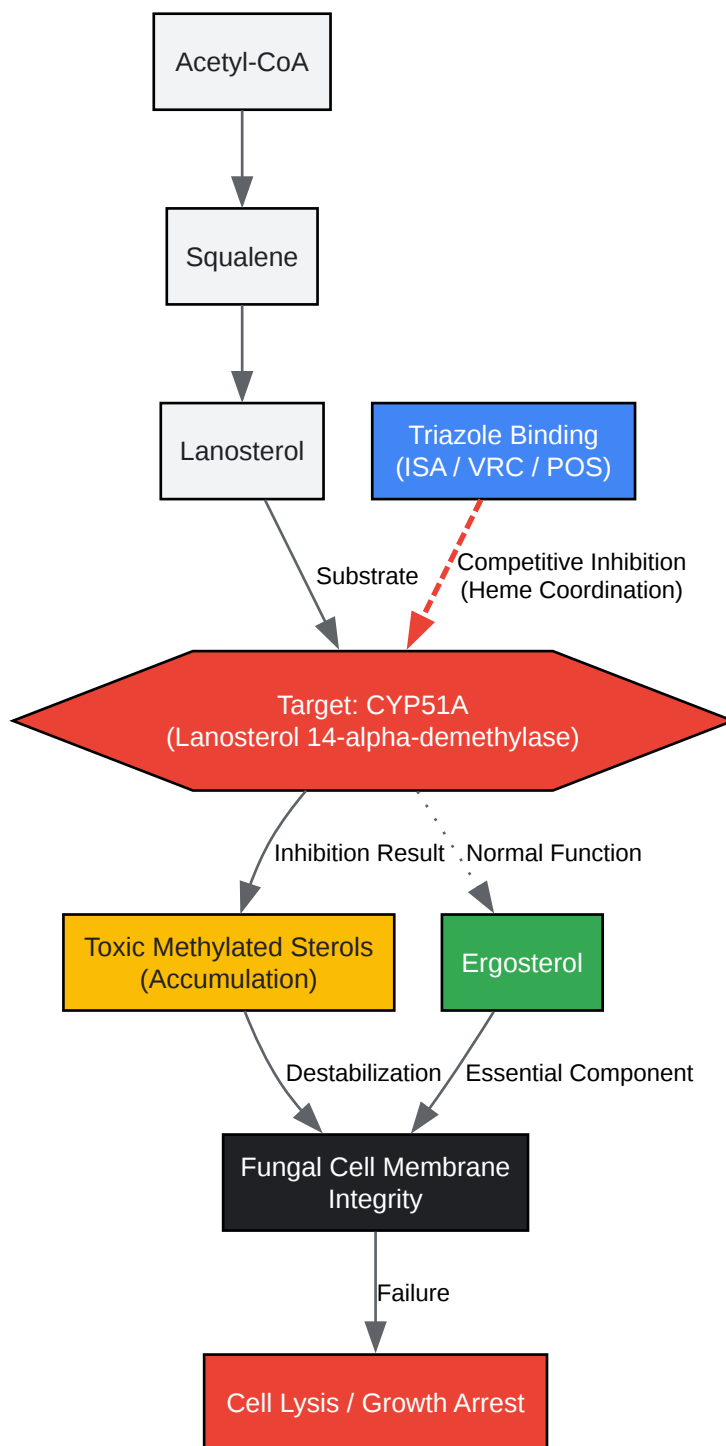 Acetyl-CoA
Squalene
Lanosterol
Triazole Binding
(ISA / VRC / POS)
Substrate
Competitive Inhibition
(Heme Coordination)
Target: CYP51A
(Lanosterol 14-alpha-demethylase)
Inhibition Result
Normal Function
Toxic Methylated Sterols
(Accumulation)
Ergosterol
Destabilization
Essential Component
Fungal Cell Membrane
Integrity
Failure
Cell Lysis / Growth Arrest